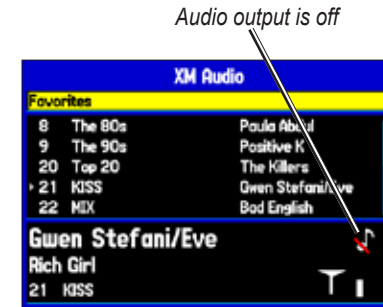 Audio output is off
XM Audio
Favorites
8 The 80s Paula Abdul
9 The 90s Positive K
20 Top 20 The Killers
21 KISS Gwen Stefani/Eve
22 MIX Bad English
Gwen Stefani/Eve
Rich Girl
21 KISS